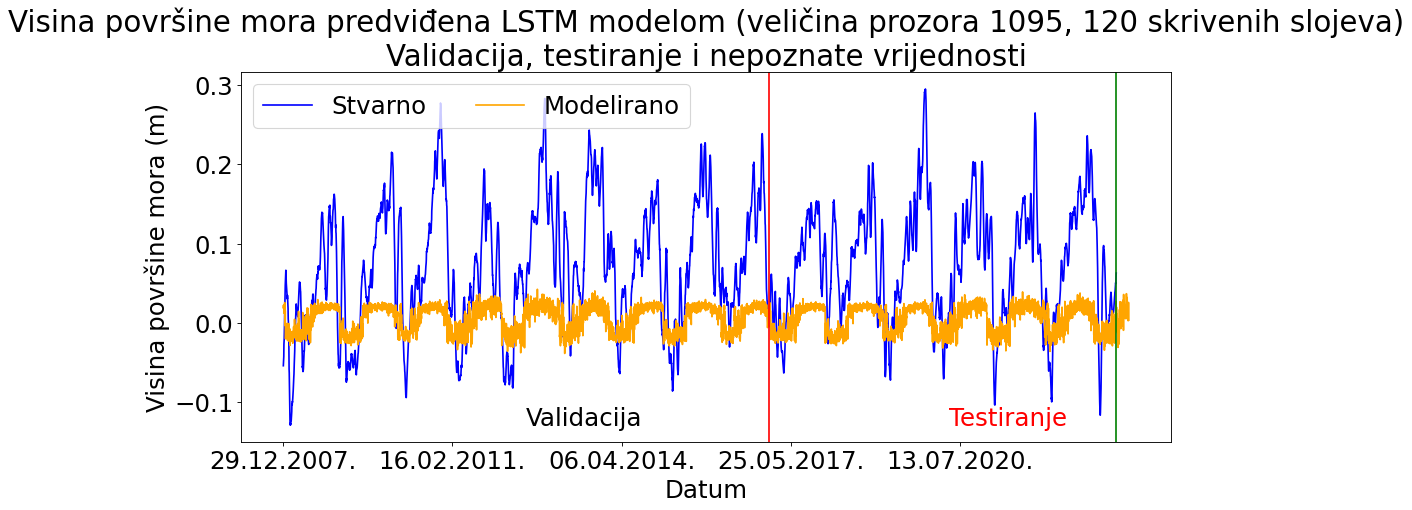 Visina površine mora predviđena LSTM modelom (veličina prozora 1095, 120 skrivenih slojeva)
Validacija, testiranje i nepoznate vrijednosti
Stvarno
Modelirano
Visina površine mora (m)
0.3
0.2
0.1
0.0
−0.1
Validacija
Testiranje
29.12.2007.
16.02.2011.
06.04.2014.
25.05.2017.
13.07.2020.
Datum